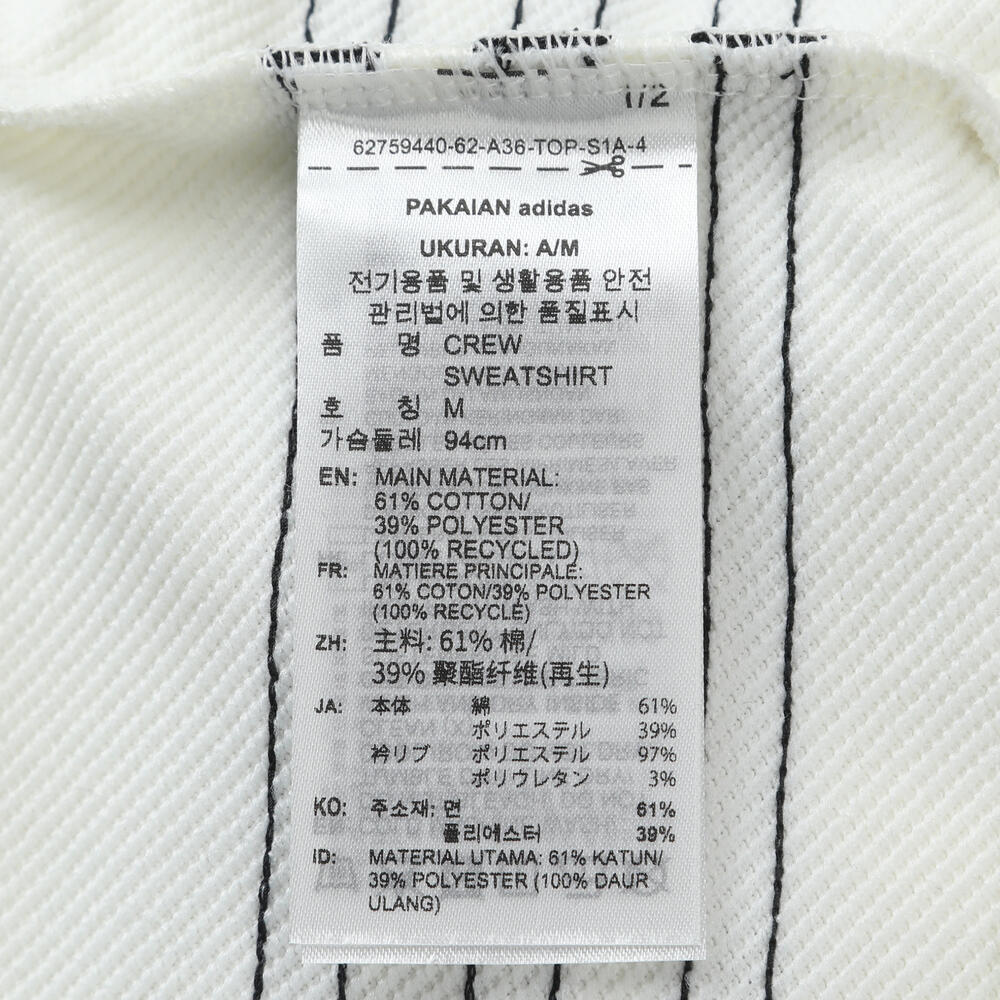 1/2
62759440-62-A36-TOP-S1A-4
PAKAIAN adidas
UKURAN: A/M
전기용품 및 생활용품 안전
관리법에 의한 품질표시
품 명 CREW
SWEATSHIRT
호 칭 M
가슴둘레 94cm
EN: MAIN MATERIAL:
61% COTTON/
39% POLYESTER
(100% RECYCLED)
FR: MATIERE PRINCIPALE:
61% COTON/39% POLYESTER
(100% RECYCLE)
ZH: 主料: 61% 棉/
39% 聚酯纤维(再生)
JA: 本体 綿 61%
ポリエステル 39%
衿リブ ポリエステル 97%
ポリウレタン 3%
KO: 주소재: 면 61%
폴리에스터 39%
ID: MATERIAL UTAMA: 61% KATUN/
39% POLYESTER (100% DAUR
ULANG)